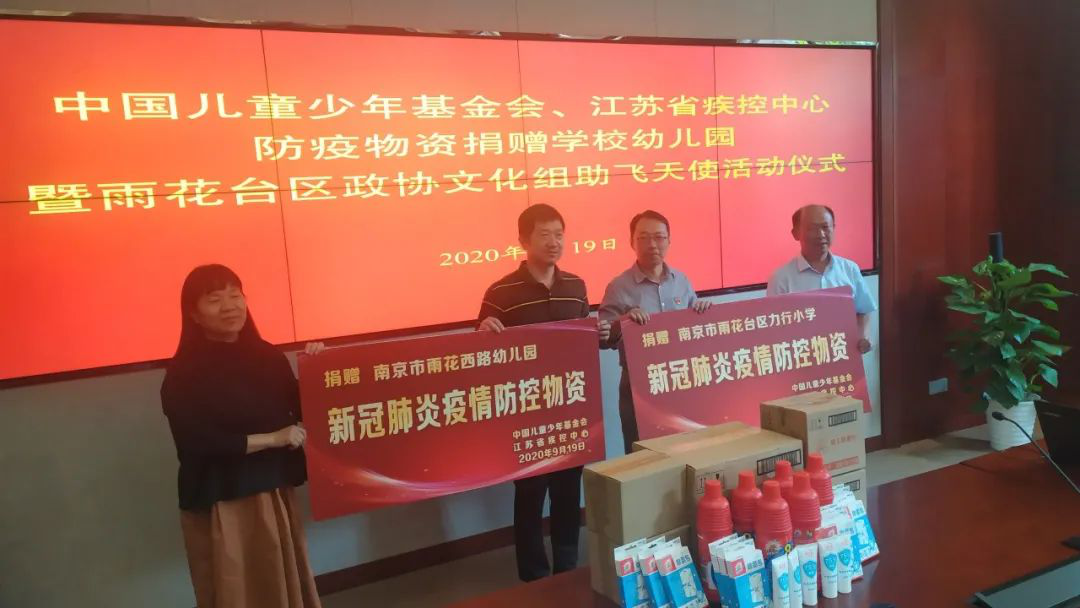 中国儿童少年基金会、江苏省疾控中心
防疫物资捐赠学校幼儿园
暨雨花台区政协文化组助飞天使活动仪式
2020年 19日
捐赠 南京市雨花西路幼儿园
新冠肺炎疫情防控物资
中国儿童少年基金会
江苏省疾控中心
2020年9月19日
捐赠 南京市雨花台区力行小学
新冠肺炎疫情防控物资
中国儿童少年基金会
疾控中心